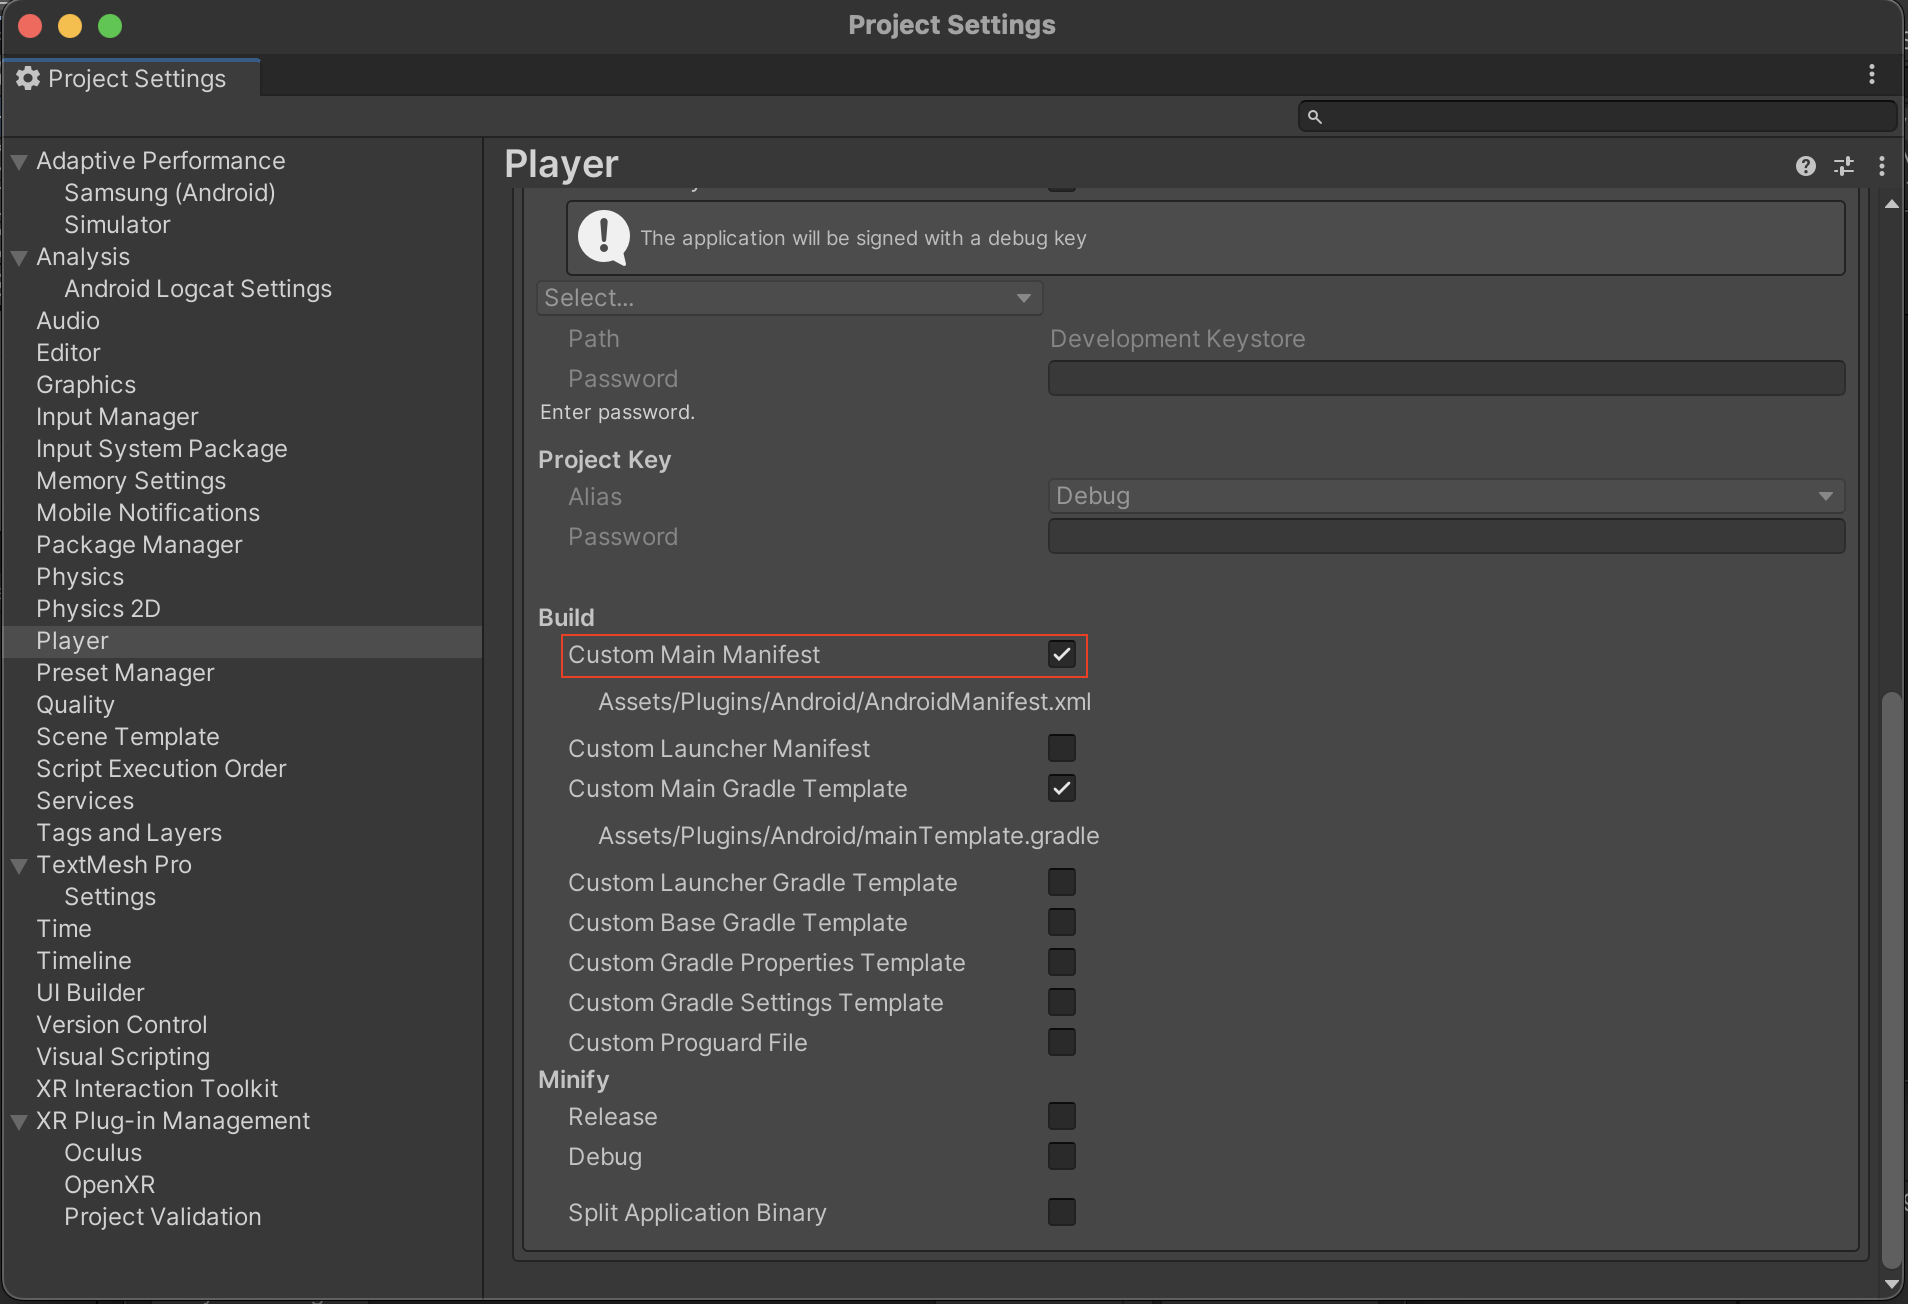 Project Settings
Project Settings
Adaptive Performance
Samsung (Android)
Simulator
Analysis
Android Logcat Settings
Audio
Editor
Graphics
Input Manager
Input System Package
Memory Settings
Mobile Notifications
Package Manager
Physics
Physics 2D
Player
Preset Manager
Quality
Scene Template
Script Execution Order
Services
Tags and Layers
TextMesh Pro
Settings
Time
Timeline
UI Builder
Version Control
Visual Scripting
XR Interaction Toolkit
XR Plug-in Management
Oculus
OpenXR
Project Validation
Player
The application will be signed with a debug key
Select...
Path Development Keystore
Password
Enter password.
Project Key
Alias Debug
Password
Build
Custom Main Manifest
Assets/Plugins/Android/AndroidManifest.xml
Custom Launcher Manifest
Custom Main Gradle Template
Assets/Plugins/Android/mainTemplate.gradle
Custom Launcher Gradle Template
Custom Base Gradle Template
Custom Gradle Properties Template
Custom Gradle Settings Template
Custom Proguard File
Minify
Release
Debug
Split Application Binary